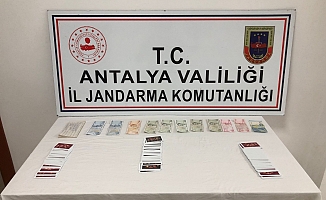 T.C.
ANTALYA VALİLİĞİ
İL JANDARMA KOMUTANLIĞI